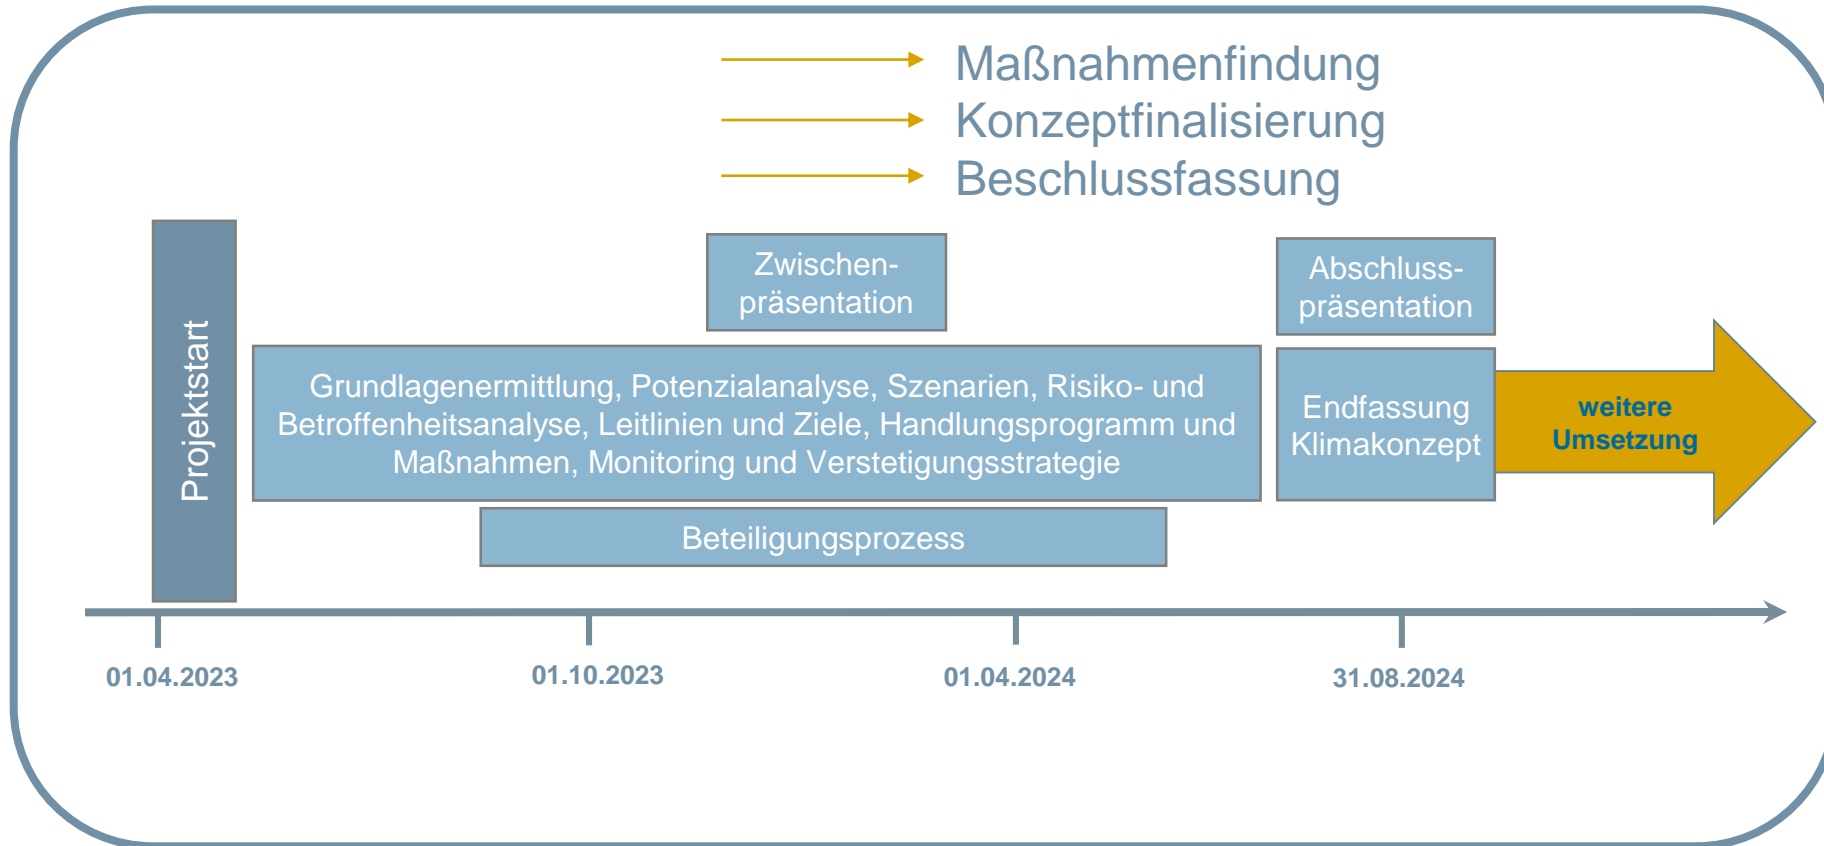 Maßnahmenfindung
Konzeptfinalisierung
Beschlussfassung
Projektstart
Zwischen-
präsentation
Abschluss-
präsentation
Grundlagenermittlung, Potenzialanalyse, Szenarien, Risiko- und
Betroffenheitsanalyse, Leitlinien und Ziele, Handlungsprogramm und
Maßnahmen, Monitoring und Verstetigungsstrategie
Endfassung
Klimakonzept
weitere
Umsetzung
Beteiligungsprozess
01.04.2023
01.10.2023
01.04.2024
31.08.2024